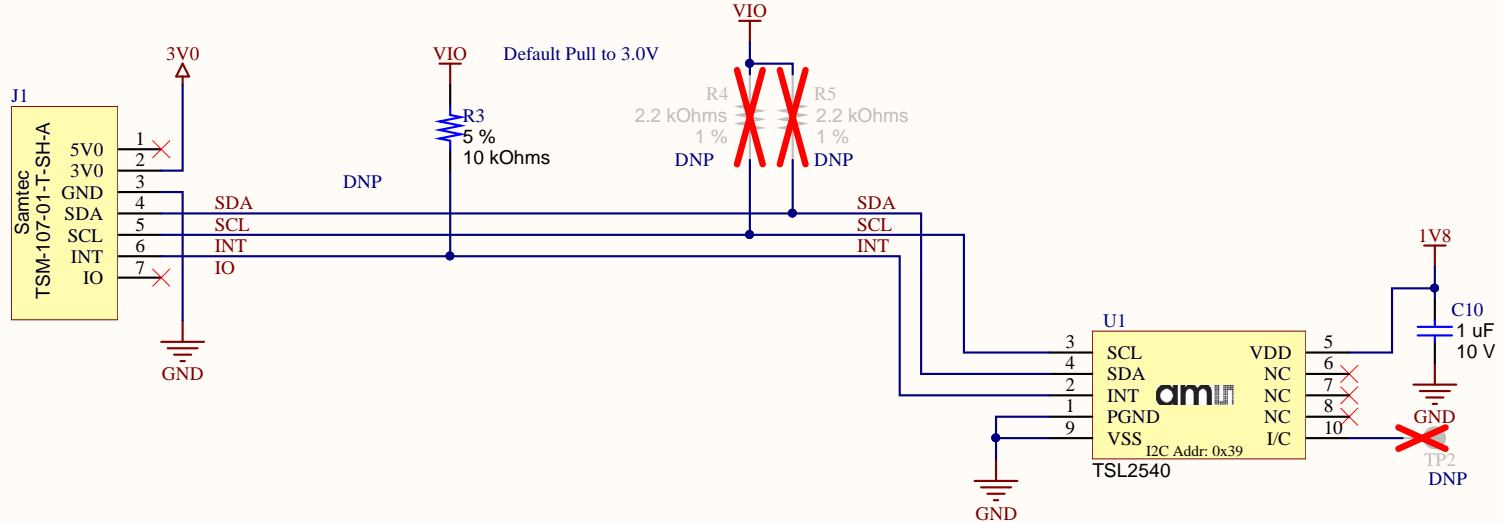 VIO
3V0
VIO
Default Pull to 3.0V
J1
Samtec
TSM-107-01-T-SH-A
5V0 1
3V0 2
GND 3
SDA 4
SCL 5
INT 6
IO 7
R3
5 %
10 kOhms
DNP
R4
2.2 kOhms
1 %
DNP
R5
2.2 kOhms
1 %
DNP
SDA
SCL
INT
IO
SDA
SCL
INT
GND
1V8
C10
1 uF
10 V
GND
U1
3 SCL
4 SDA
2 INT
1 PGND
9 VSS
VDD 5
NC 6
NC 7
NC 8
I/C 10
amu
I2C Addr: 0x39
TSL2540
GND
TP2
DNP